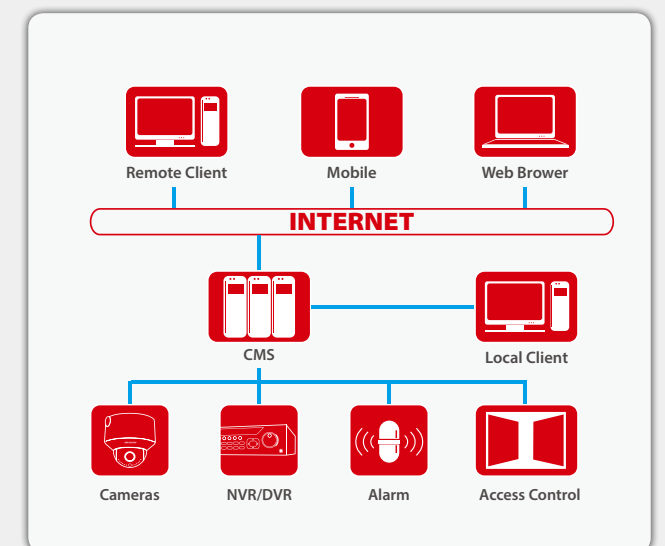 Remote Client
Mobile
Web Brower
INTERNET
CMS
Local Client
Cameras
NVR/DVR
Alarm
Access Control